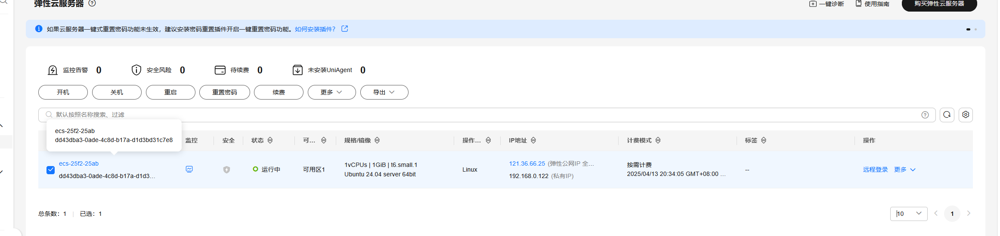 弹性云服务器
一键诊断
使用指南
购买弹性云服务器
如果云服务器一键式重置密码功能未生效，建议安装密码重置插件开启一键重置密码功能。如何安装插件？
监控告警 0
安全风险 0
待续费 0
未安装UniAgent 0
开机
关机
重启
重置密码
续费
更多
导出
默认按照名称搜索、过滤
ecs-25f2-25ab
dd43dba3-0ade-4c8d-b17a-d1d3bd31c7e8
监控
安全
状态
可...
规格/镜像
操作...
IP地址
计费模式
标签
操作
ecs-25f2-25ab
dd43dba3-0ade-4c8d-b17a-d1d3...
运行中
可用区1
1vCPUs | 1GiB | t6.small.1
Ubuntu 24.04 server 64bit
Linux
121.36.66.25 (弹性公网IP 全...
192.168.0.122 (私有IP)
按需计费
2025/04/13 20:34:05 GMT+08:00 ...
--
远程登录
更多
总条数：1 | 已选：1
10
1